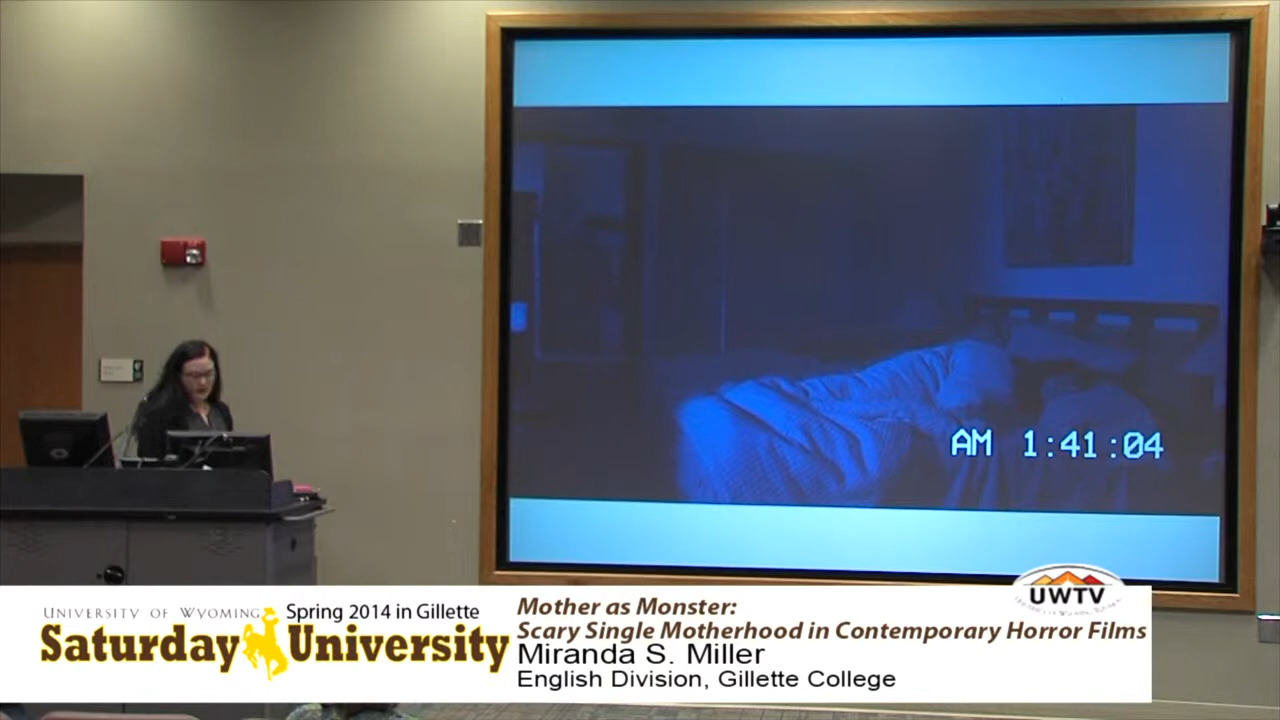 AM 1:41:04
UNIVERSITY OF WYOMING Spring 2014 in Gillette
Saturday University
Mother as Monster:
Scary Single Motherhood in Contemporary Horror Films
Miranda S. Miller
English Division, Gillette College
UWTV